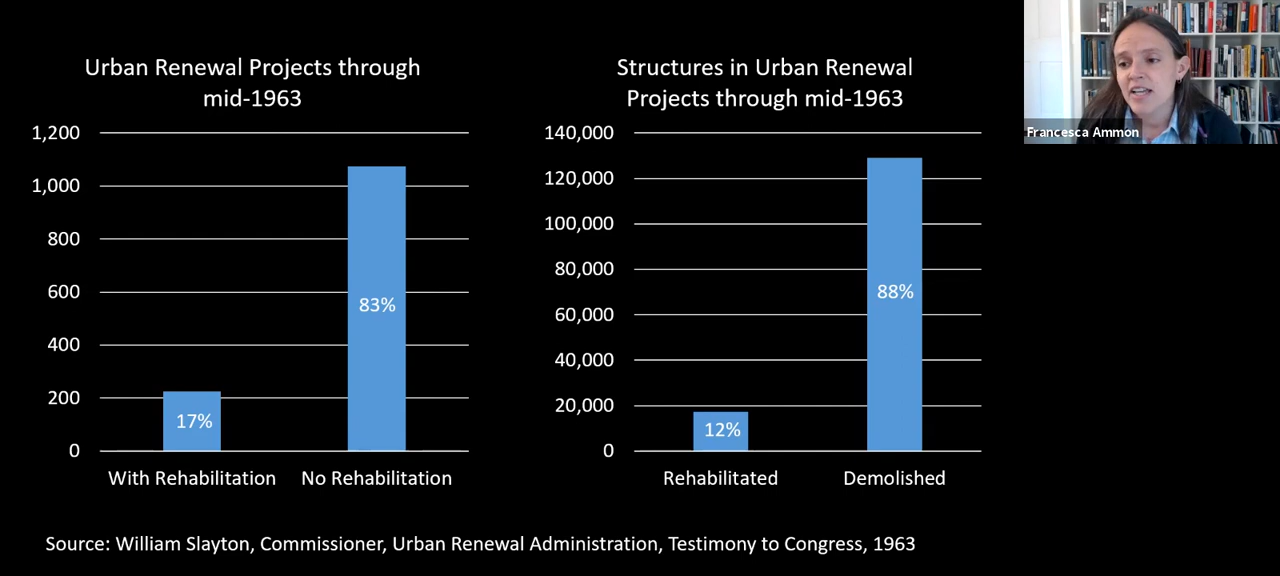 Urban Renewal Projects through
mid-1963
1,200
1,000
800
600
400
200
0
83%
17%
With Rehabilitation
No Rehabilitation
Structures in Urban Renewal
Projects through mid-1963
140,000
120,000
100,000
80,000
60,000
40,000
20,000
0
88%
12%
Rehabilitated
Demolished
Source: William Slayton, Commissioner, Urban Renewal Administration, Testimony to Congress, 1963
Francesca Ammon